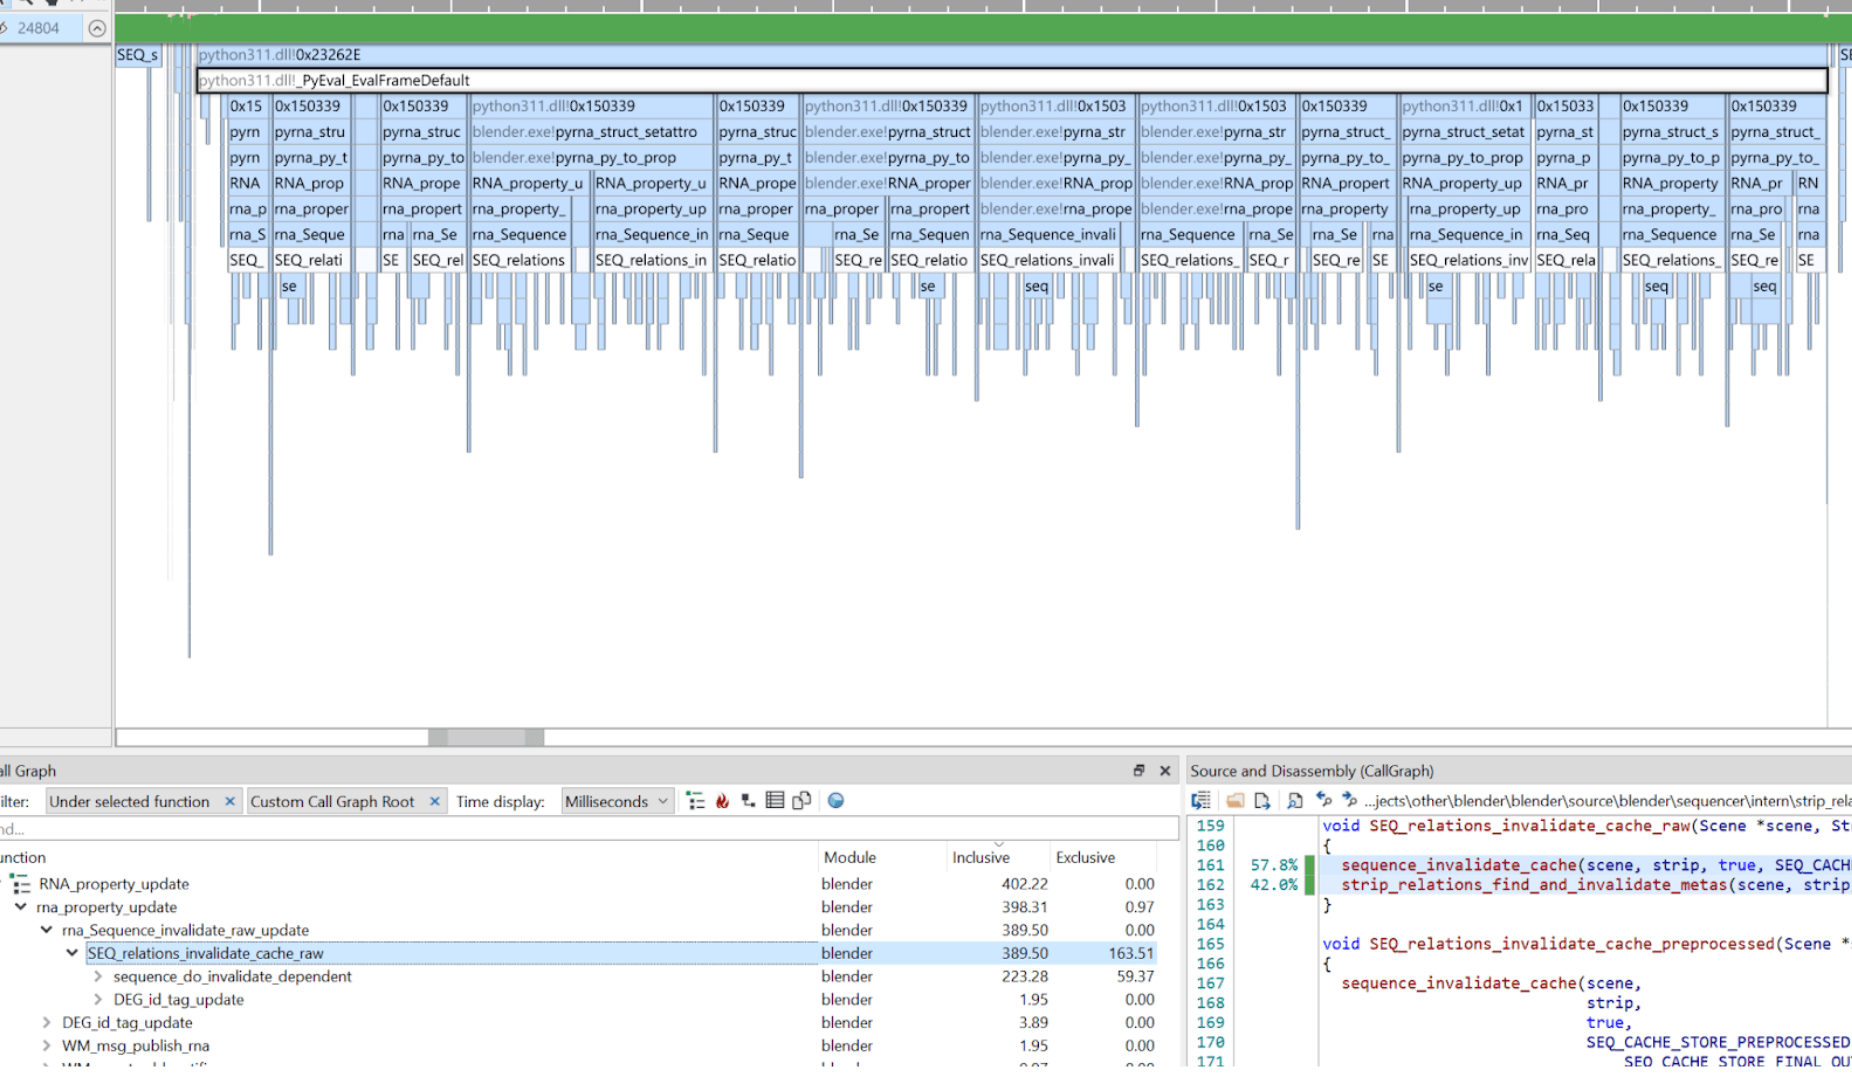 24804
SEQ_s python311.dll!0x23262E SE
python311.dll!_PyEval_EvalFrameDefault
0x15 0x150339 0x150339 python311.dll!0x150339 0x150339 python311.dll!0x150339 python311.dll!0x1503 python311.dll!0x1503 0x150339 python311.dll!0x1 0x15033 0x150339 0x150339
pyrn pyrna_stru pyrna_struc blender.exe!pyrna_struct_setattro pyrna_struc blender.exe!pyrna_struct blender.exe!pyrna_str blender.exe!pyrna_str pyrna_struct_ pyrna_struct_setat pyrna_st pyrna_struct_s pyrna_struct_
pyrn pyrna_py_t pyrna_py_to blender.exe!pyrna_py_to_prop pyrna_py_t blender.exe!pyrna_py_to blender.exe!pyrna_py_ blender.exe!pyrna_py_ pyrna_py_to_ pyrna_py_to_prop pyrna_p pyrna_py_to_p pyrna_py_to_
RNA RNA_prop RNA_prope RNA_property_u RNA_property_u RNA_prope blender.exe!RNA_proper blender.exe!RNA_prop blender.exe!RNA_prop RNA_propert RNA_property_up RNA_pr RNA_property RNA_pr RN
rna_p rna_proper rna_propert rna_property_ rna_property_up rna_proper rna_proper rna_propert blender.exe!rna_prope blender.exe!rna_prope rna_property rna_property_up rna_pro rna_property_ rna_pro rna
rna_S rna_Seque rna rna_Se rna_Sequence rna_Sequence_in rna_Seque rna_Se rna_Sequen rna_Sequence_invali rna_Sequence rna_Se rna_Se rna rna_Sequence_in rna_Seq rna_Sequence rna_Se rna
SEQ_ SEQ_relati SE SEQ_rel SEQ_relations SEQ_relations_in SEQ_relatio SEQ_re SEQ_relatio SEQ_relations_invali SEQ_relations_ SEQ_r SEQ_re SE SEQ_relations_inv SEQ_rela SEQ_relations_ SEQ_re SE
se se seq se seq seq
all Graph
ilter: Under selected function × Custom Call Graph Root × Time display: Milliseconds
nd...
unction Module Inclusive Exclusive
RNA_property_update blender 402.22 0.00
rna_property_update blender 398.31 0.97
rna_Sequence_invalidate_raw_update blender 389.50 0.00
SEQ_relations_invalidate_cache_raw blender 389.50 163.51
sequence_do_invalidate_dependent blender 223.28 59.37
DEG_id_tag_update blender 1.95 0.00
DEG_id_tag_update blender 3.89 0.00
WM_msg_publish_rna blender 1.95 0.00
Source and Disassembly (CallGraph)
...jects\other\blender\blender\source\blender\sequencer\intern\strip_rela
159 void SEQ_relations_invalidate_cache_raw(Scene *scene, St
160 {
161 57.8% sequence_invalidate_cache(scene, strip, true, SEQ_CACH
162 42.0% strip_relations_find_and_invalidate_metas(scene, strip
163 }
164
165 void SEQ_relations_invalidate_cache_preprocessed(Scene *
166 {
167 sequence_invalidate_cache(scene,
168 strip,
169 true,
170 SEQ_CACHE_STORE_PREPROCESSED
171 SEQ_CACHE_STORE_FINAL_OU